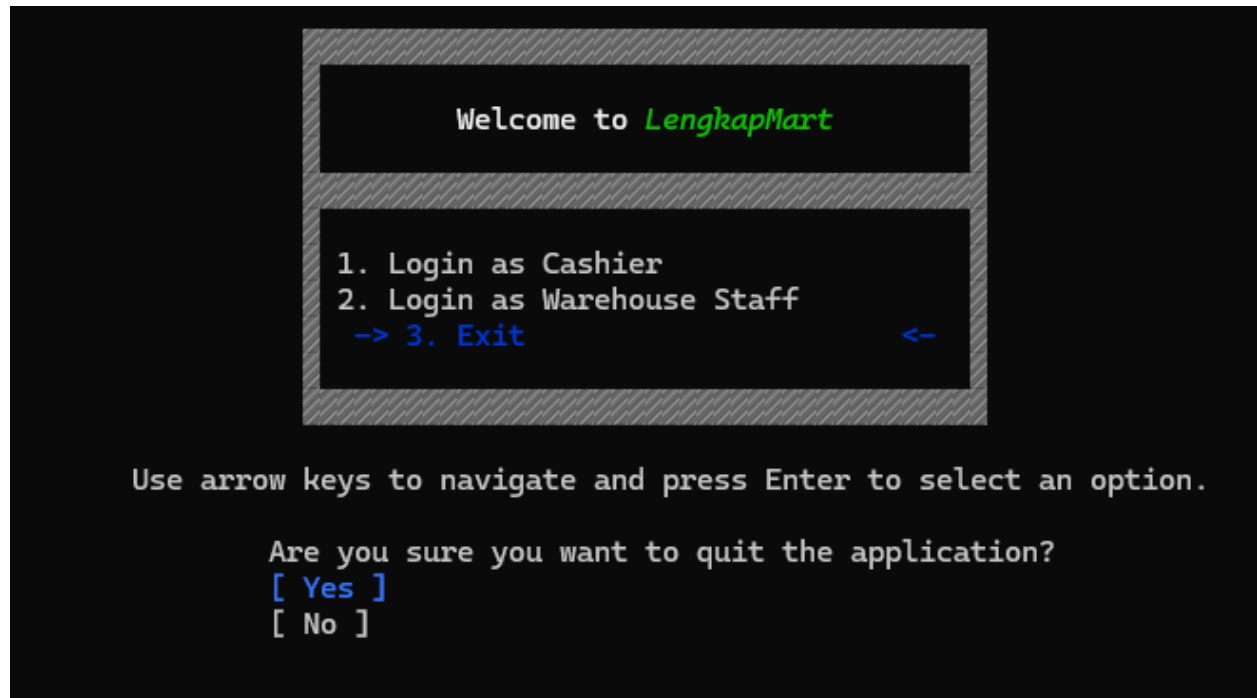 Welcome to LengkapMart
1. Login as Cashier
2. Login as Warehouse Staff
-> 3. Exit <-
Use arrow keys to navigate and press Enter to select an option.
Are you sure you want to quit the application?
[ Yes ]
[ No ]